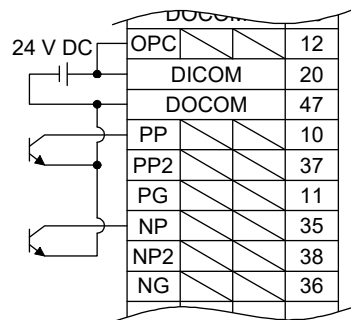 DOCOM
24 V DC
OPC 12
DICOM 20
DOCOM 47
PP 10
PP2 37
PG 11
NP 35
NP2 38
NG 36